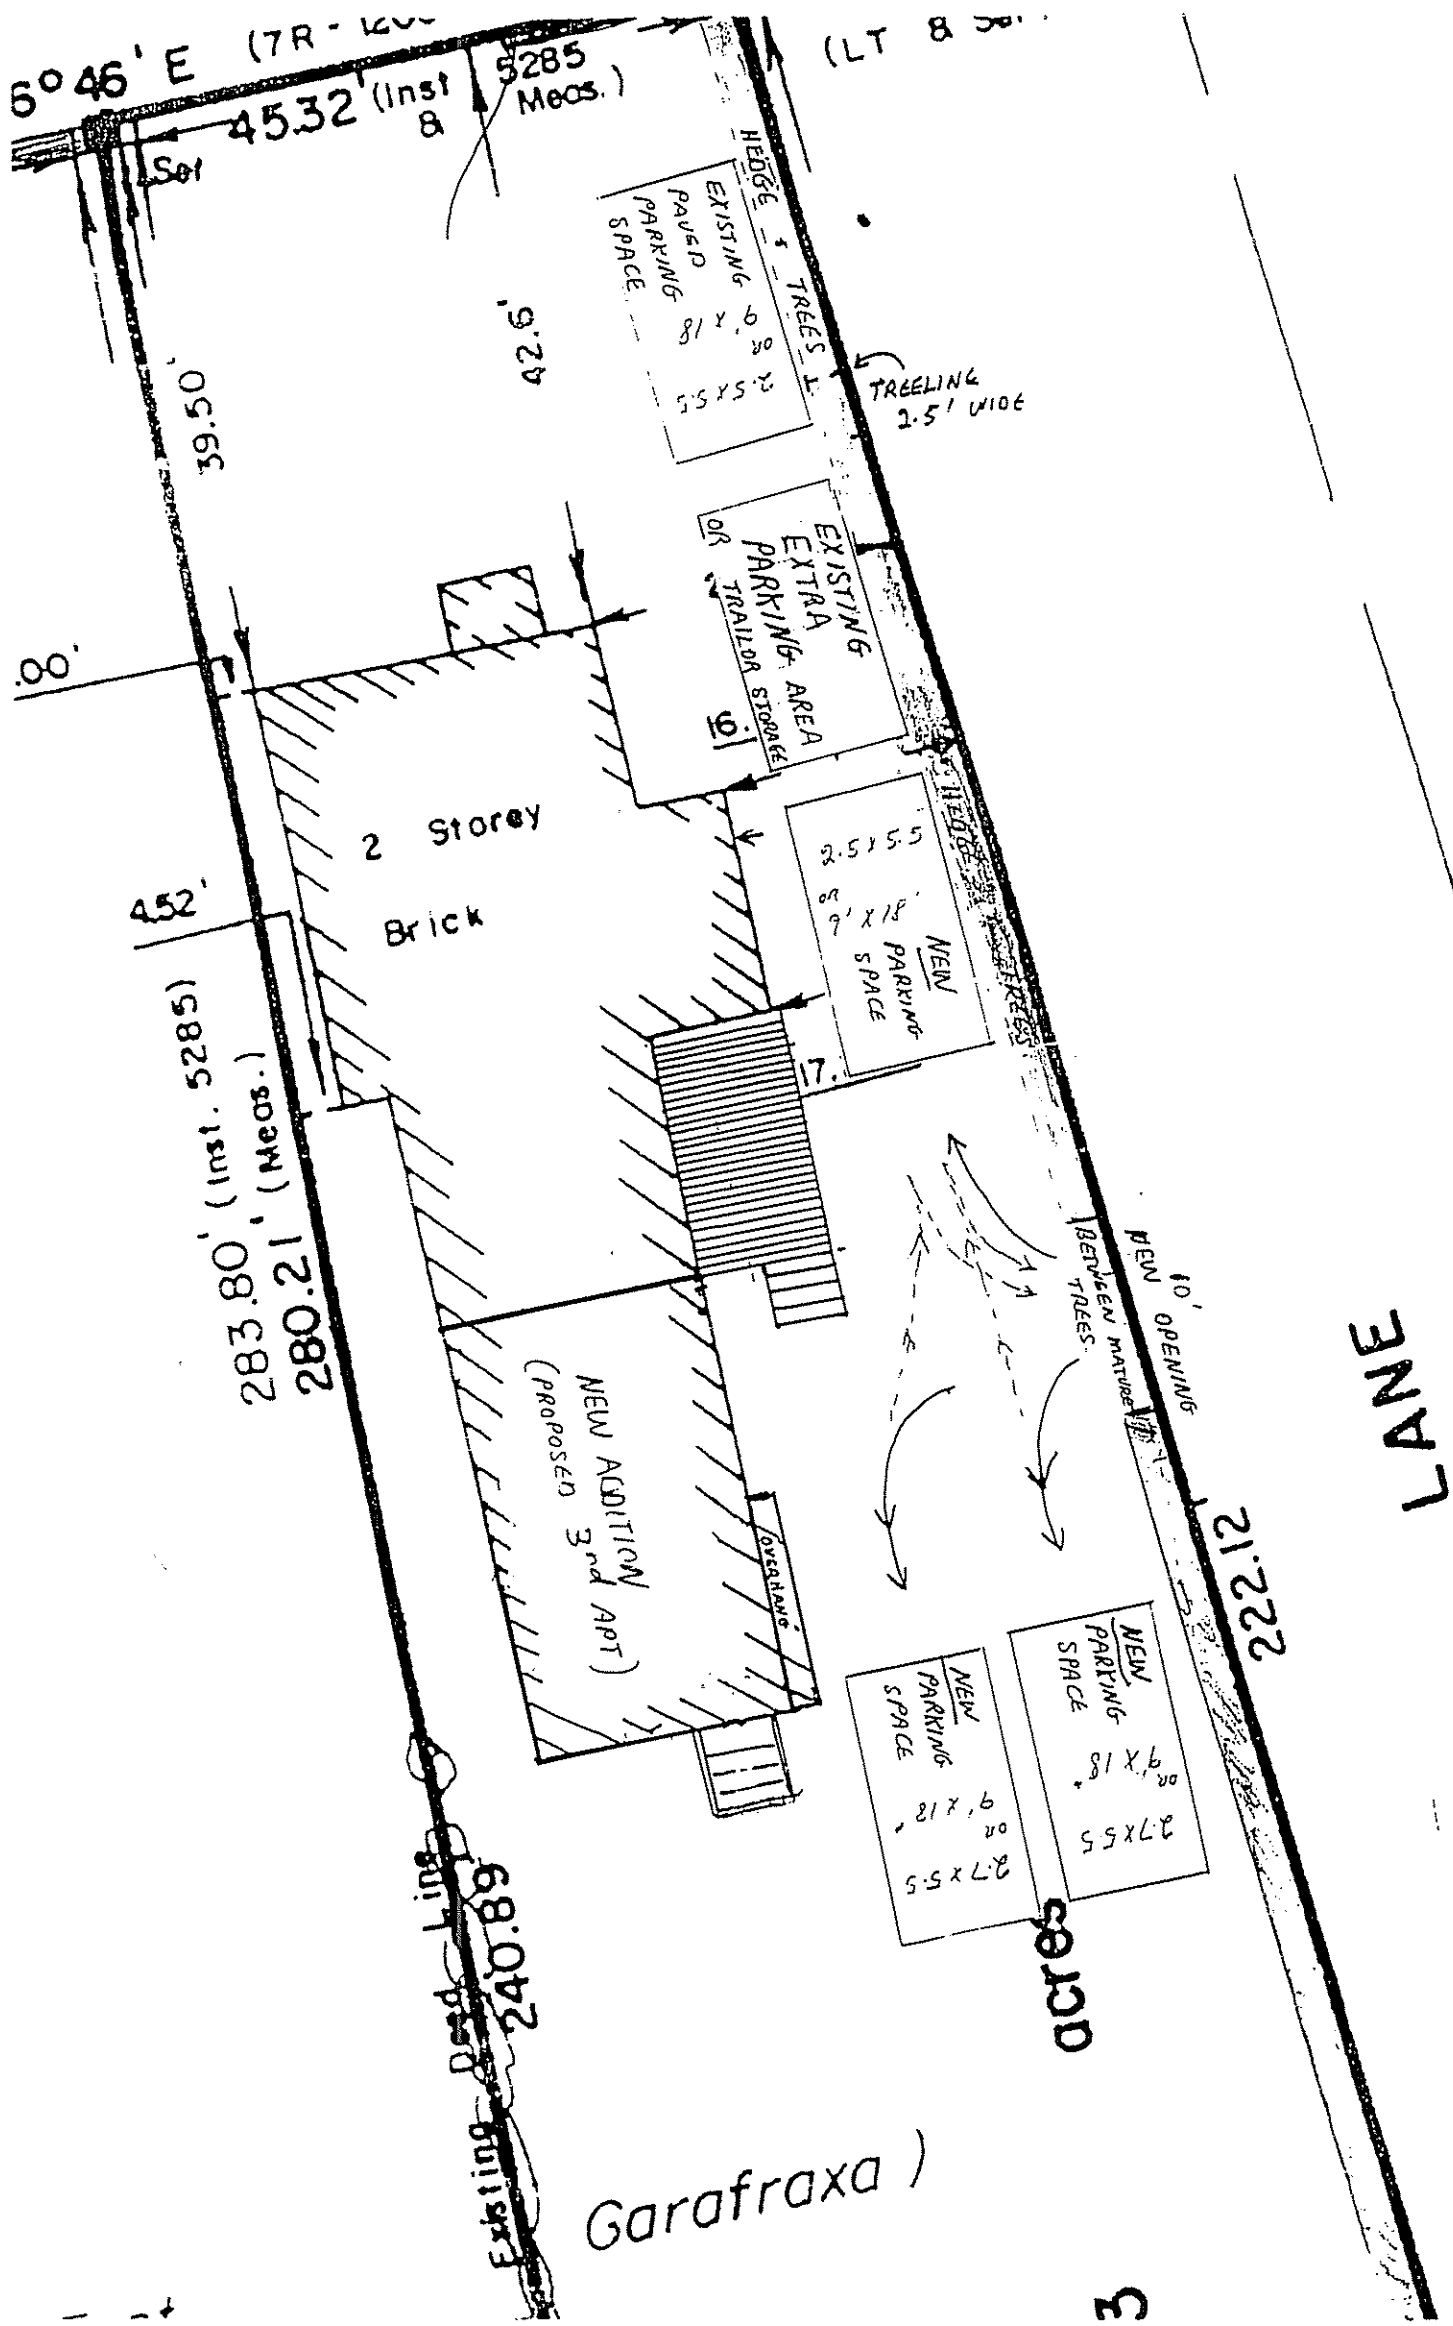 6° 46' E
(7R-
45.32'
(Inst
&
5285
Meas.)
(LT &
Set
HEDGE & TREES
EXISTING
PAVED
PARKING
SPACE
9' X 18
OR
2.5 X 5.5
42.6'
39.50'
TREELINE
2.5' WIDE
EXISTING
EXTRA
PARKING AREA
OR TRAILOR STORAGE
.00'
16.
2 Storey
Brick
4.52'
2.5 X 5.5
OR
9' X 18'
NEW
PARKING
SPACE
HEDGE
TREES
17.
283.80' (Inst. 5285)
280.21' (Meas.)
NEW 10' OPENING
BETWEEN MATURE
TREES.
LANE
NEW ADDITION
(PROPOSED 3nd APT)
OVERHANG
222.12
NEW
PARKING
SPACE
9' X 18'
OR
2.7 X 5.5
NEW
PARKING
SPACE
9' X 18'
OR
2.7 X 5.5
Existing Deed Line
240.89
acres
Garafraxa )
3